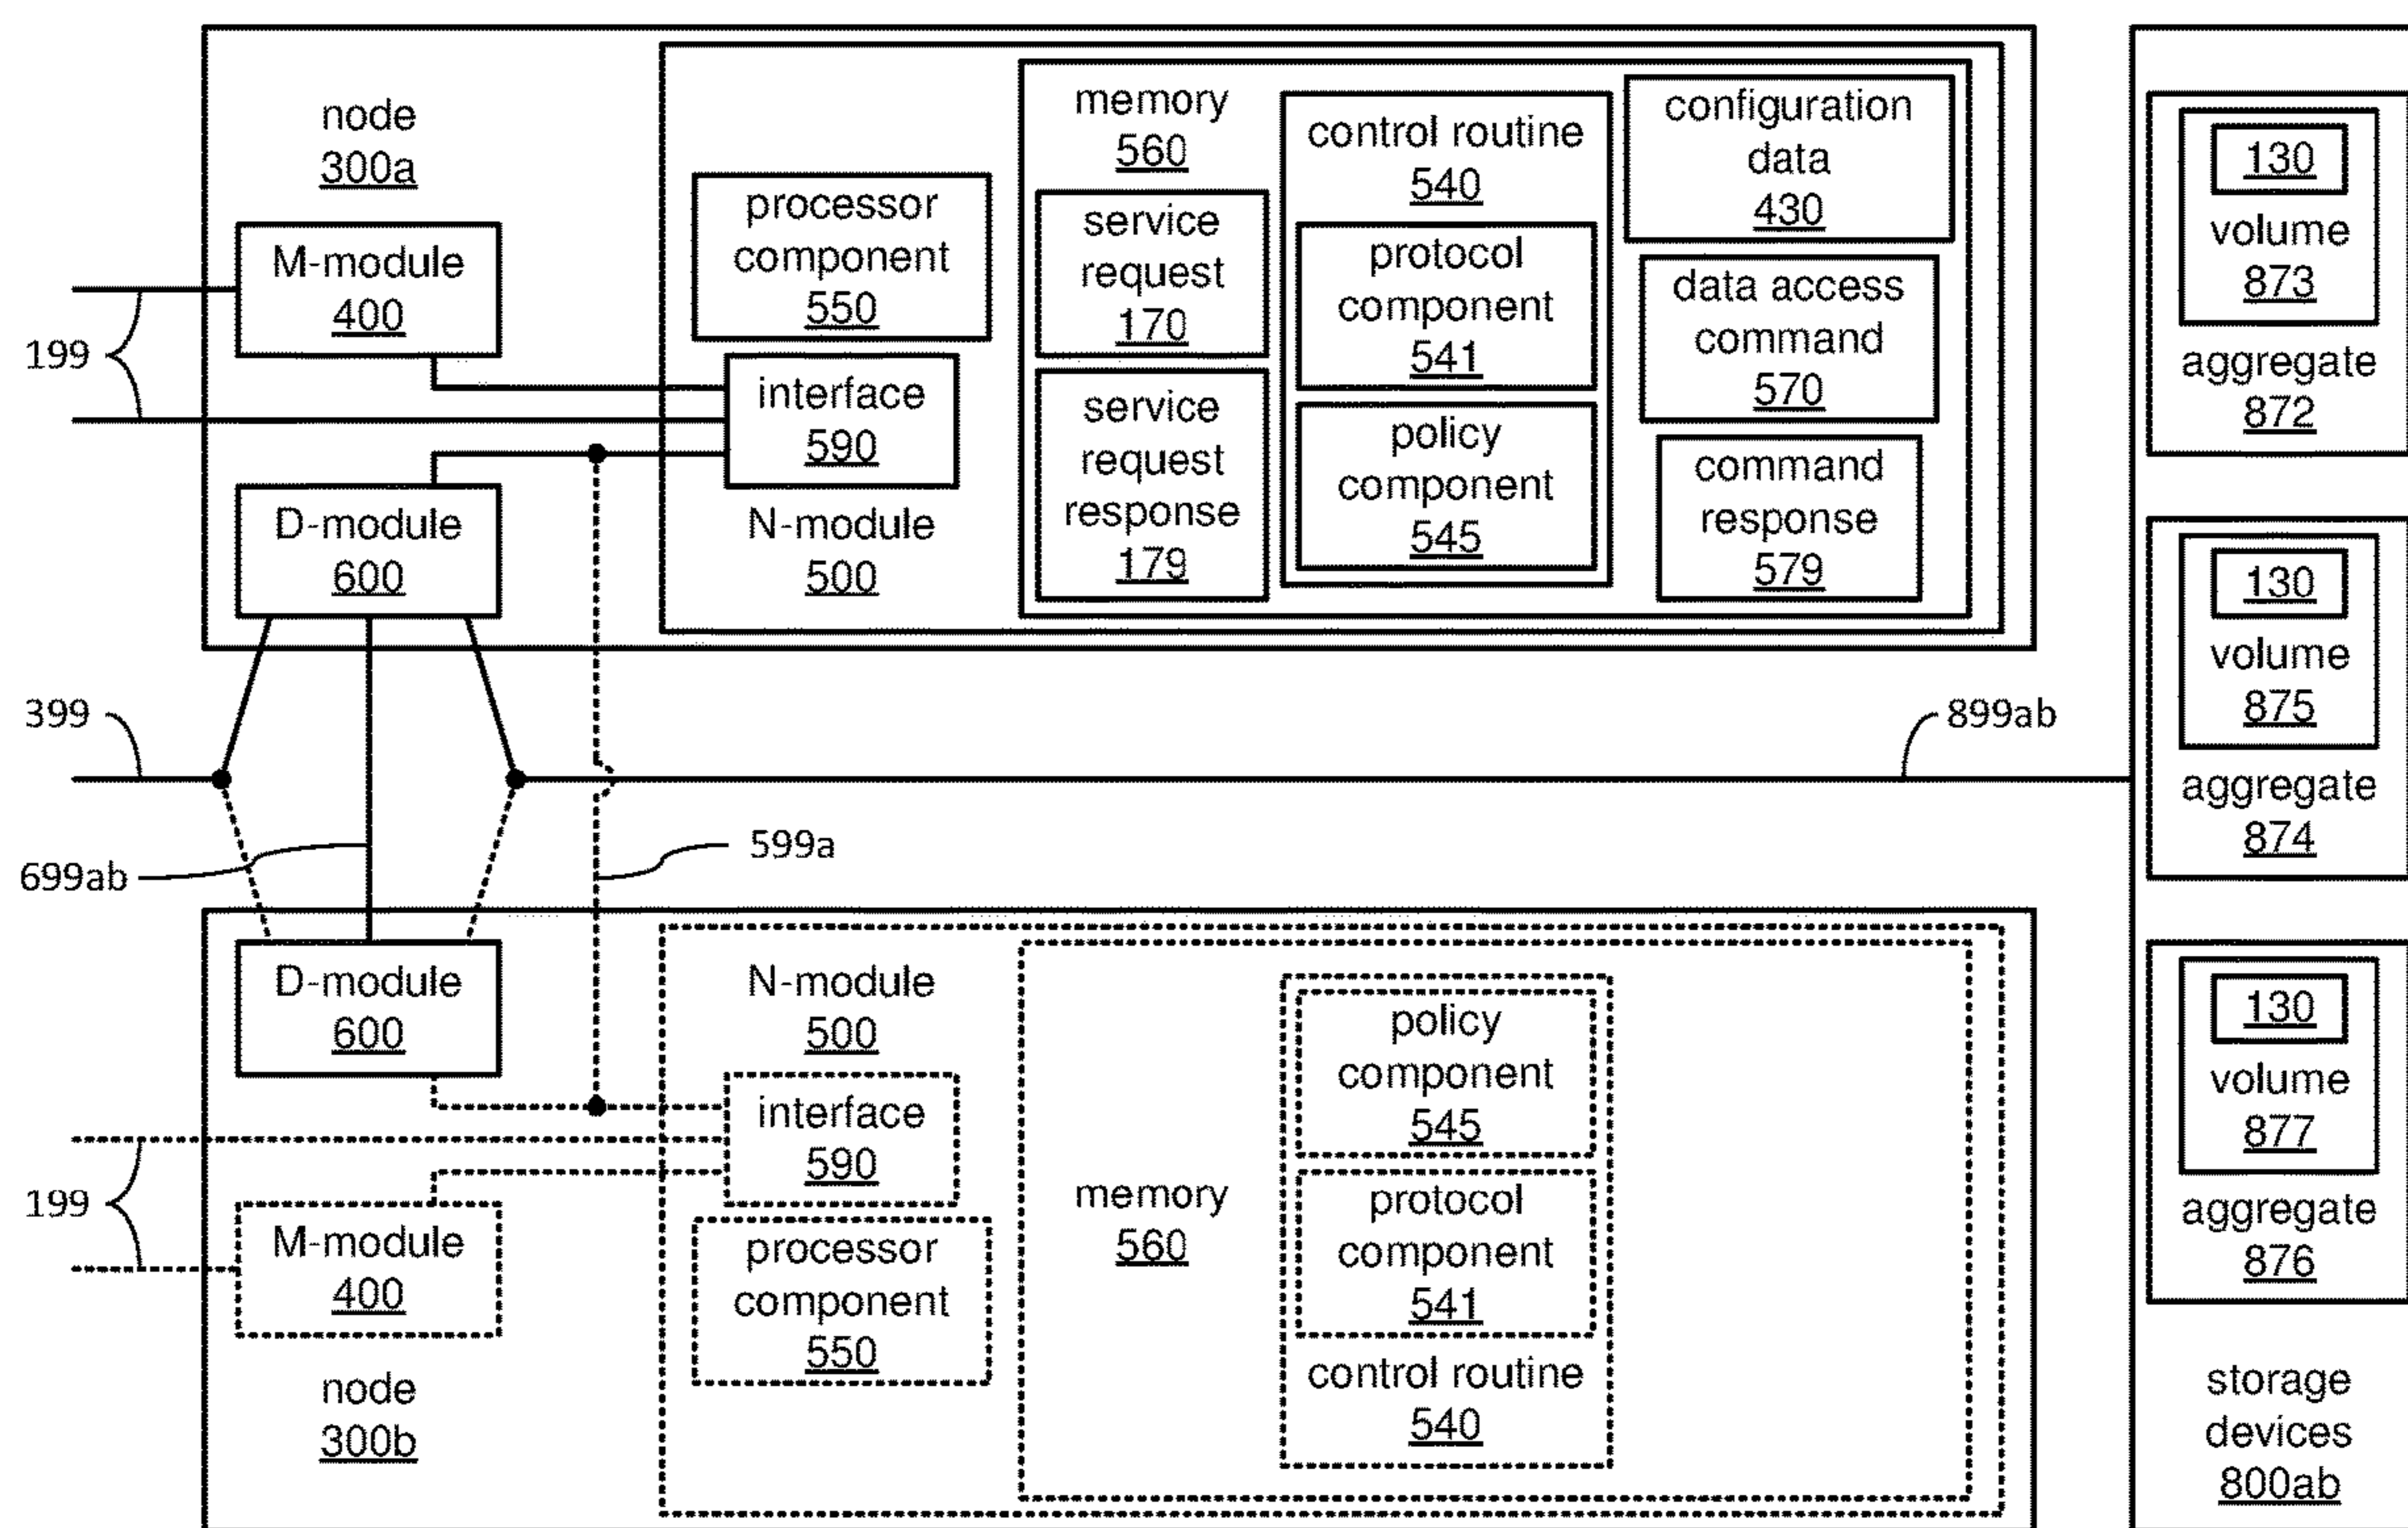 node
300a
M-module
400
199
D-module
600
processor
component
550
interface
590
N-module
500
memory
560
service
request
170
service
request
response
179
control routine
540
protocol
component
541
policy
component
545
configuration
data
430
data access
command
570
command
response
579
130
volume
873
aggregate
872
130
volume
875
aggregate
874
399
899ab
699ab
599a
D-module
600
199
M-module
400
node
300b
N-module
500
interface
590
processor
component
550
memory
560
policy
component
545
protocol
component
541
control routine
540
130
volume
877
aggregate
876
storage
devices
800ab